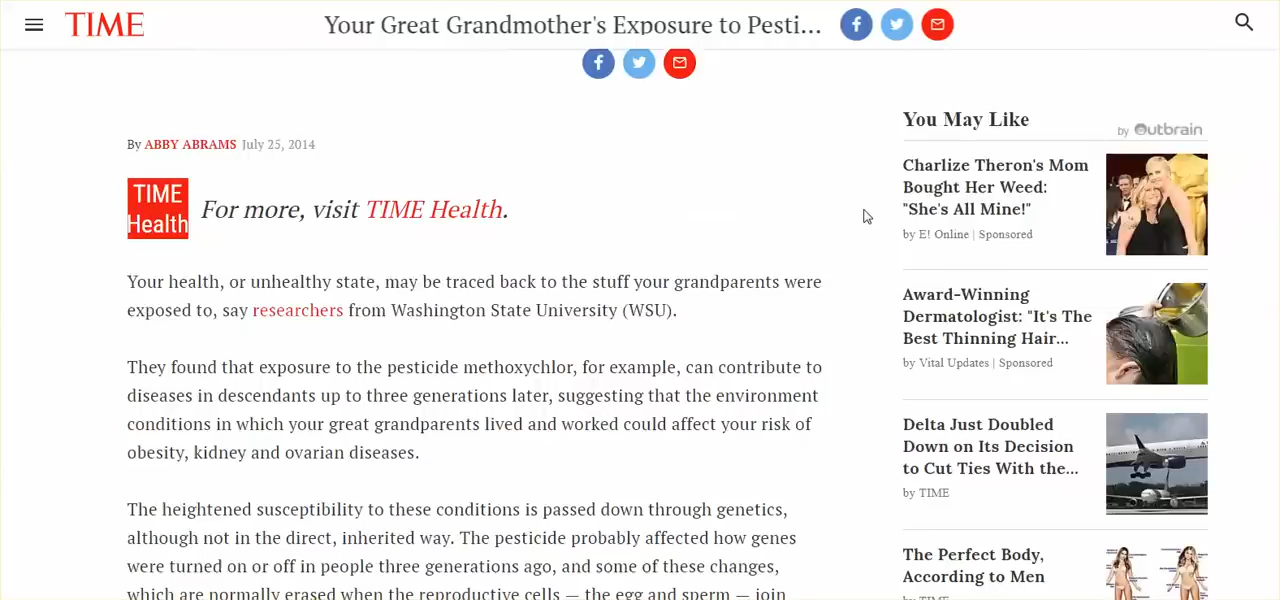 TIME
Your Great Grandmother's Exposure to Pesti...
By ABBY ABRAMS July 25, 2014
TIME
Health
For more, visit TIME Health.
Your health, or unhealthy state, may be traced back to the stuff your grandparents were
exposed to, say researchers from Washington State University (WSU).
They found that exposure to the pesticide methoxychlor, for example, can contribute to
diseases in descendants up to three generations later, suggesting that the environment
conditions in which your great grandparents lived and worked could affect your risk of
obesity, kidney and ovarian diseases.
The heightened susceptibility to these conditions is passed down through genetics,
although not in the direct, inherited way. The pesticide probably affected how genes
were turned on or off in people three generations ago, and some of these changes,
which are normally erased when the reproductive cells — the egg and sperm — join
You May Like
by Outbrain
Charlize Theron's Mom
Bought Her Weed:
"She's All Mine!"
by E! Online | Sponsored
Award-Winning
Dermatologist: "It's The
Best Thinning Hair...
by Vital Updates | Sponsored
Delta Just Doubled
Down on Its Decision
to Cut Ties With the...
by TIME
The Perfect Body,
According to Men
by TIME